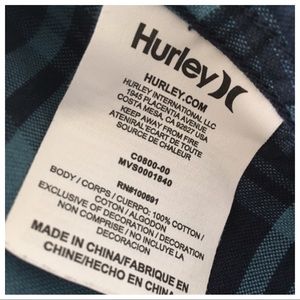 Hurley
HURLEY.COM
HURLEY INTERNATIONAL LLC
1945 PLACENTIA AVENUE
COSTA MESA, CA 92627 USA
KEEP AWAY FROM FIRE
ATENIRALECART DE TOUTE
SOURCE DE CHALEUR
C0800-00
MVS0001840
RN#100691
BODY / CORPS / CUERPO: 100% COTTON /
COTON / ALGODON
EXCLUSIVE OF DECORATION / DECORATION
NON COMPRISE / NO INCLUYE LA
DECORACION
MADE IN CHINA/FABRIQUE EN
CHINE/HECHO EN CHINA